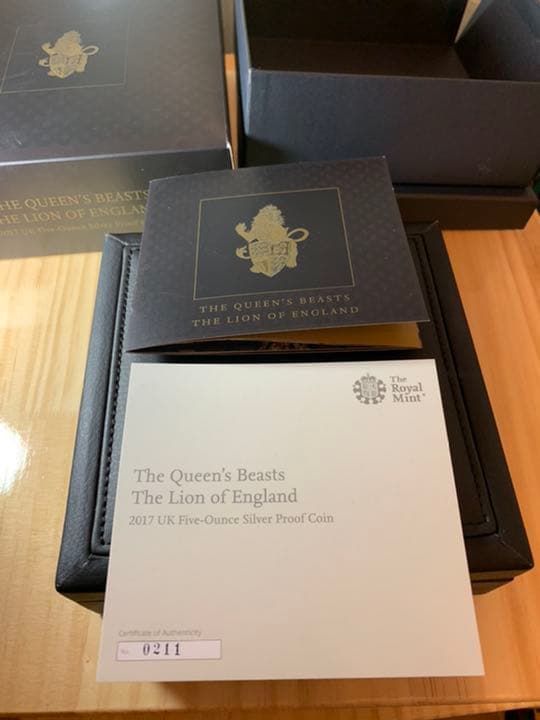 THE QUEEN'S BEASTS
THE LION OF ENGLAND
2017 UK Five-Ounce Silver Proof
THE QUEEN'S BEASTS
THE LION OF ENGLAND
The
Royal
Mint®
The Queen's Beasts
The Lion of England
2017 UK Five-Ounce Silver Proof Coin
Certificate of Authenticity
No. 0211